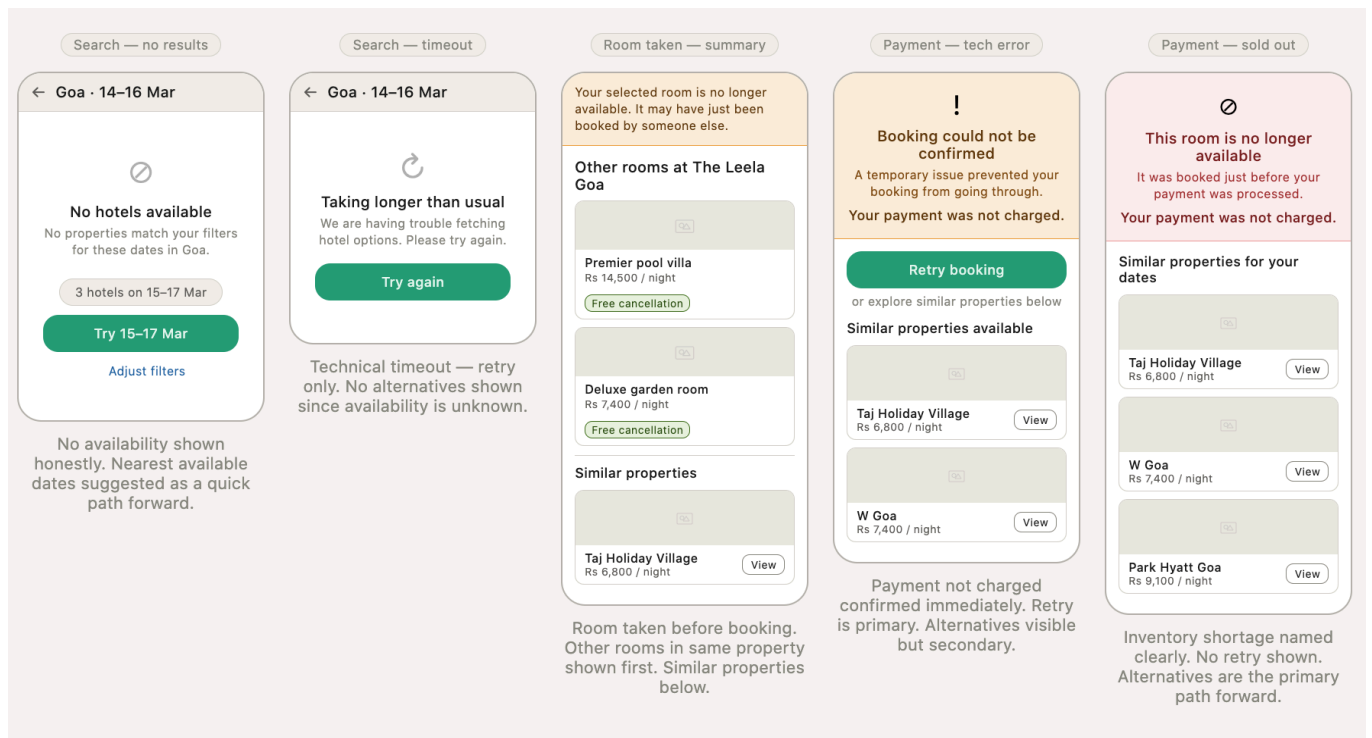 Search — no results
← Goa · 14–16 Mar
No hotels available
No properties match your filters
for these dates in Goa.
3 hotels on 15–17 Mar
Try 15–17 Mar
Adjust filters
No availability shown
honestly. Nearest available
dates suggested as a quick
path forward.
Search — timeout
← Goa · 14–16 Mar
Taking longer than usual
We are having trouble fetching
hotel options. Please try again.
Try again
Technical timeout — retry
only. No alternatives shown
since availability is unknown.
Room taken — summary
Your selected room is no longer
available. It may have just been
booked by someone else.
Other rooms at The Leela
Goa
Premier pool villa
Rs 14,500 / night
Free cancellation
Deluxe garden room
Rs 7,400 / night
Free cancellation
Similar properties
Taj Holiday Village
Rs 6,800 / night
View
Room taken before booking.
Other rooms in same property
shown first. Similar properties
below.
Payment — tech error
!
Booking could not be
confirmed
A temporary issue prevented your
booking from going through.
Your payment was not charged.
Retry booking
or explore similar properties below
Similar properties available
Taj Holiday Village
Rs 6,800 / night
View
W Goa
Rs 7,400 / night
View
Payment not charged
confirmed immediately. Retry
is primary. Alternatives visible
but secondary.
Payment — sold out
This room is no longer
available
It was booked just before your
payment was processed.
Your payment was not charged.
Similar properties for your
dates
Taj Holiday Village
Rs 6,800 / night
View
W Goa
Rs 7,400 / night
View
Park Hyatt Goa
Rs 9,100 / night
View
Inventory shortage named
clearly. No retry shown.
Alternatives are the primary
path forward.